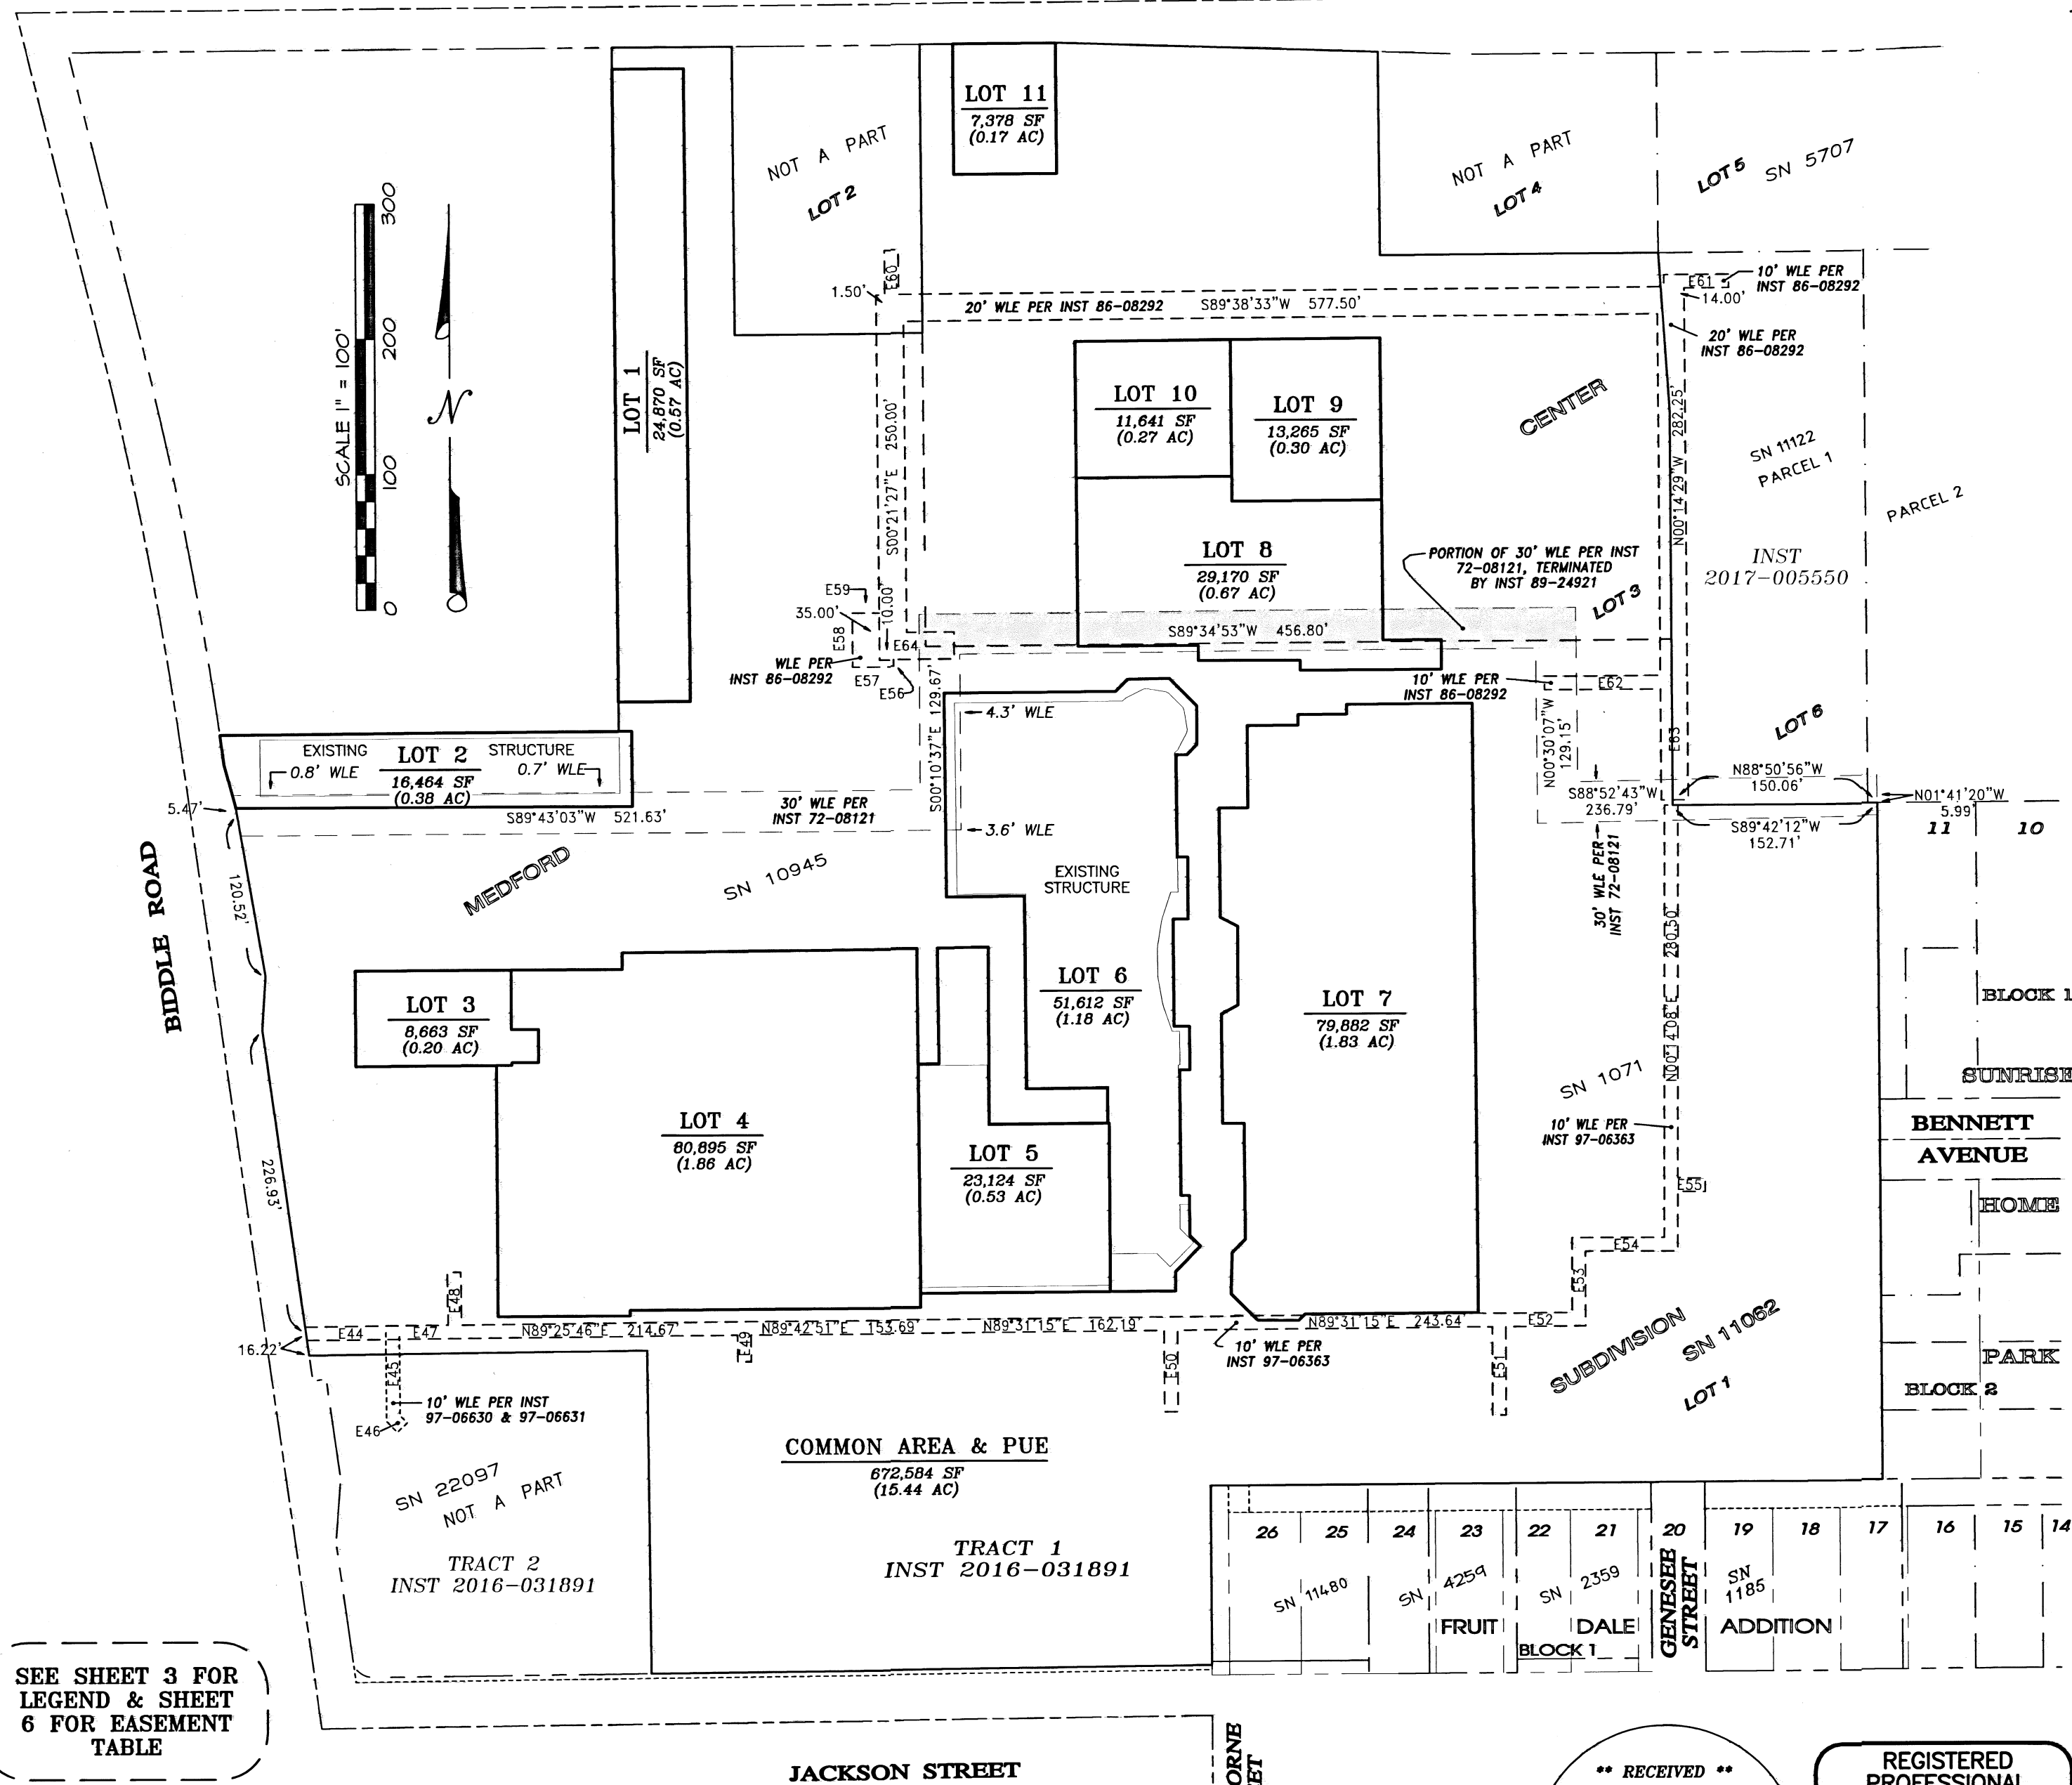 LOT 11
7,378 SF
(0.17 AC)
NOT A PART
LOT 2
NOT A PART
LOT 4
LOT 5
SN 5707
SCALE 1" = 100'
300
200
100
0
N
LOT 1
24,870 SF
(0.57 AC)
E60
1.50'
20' WLE PER INST 86-08292
S89°38'33"W 577.50'
E61
10' WLE PER
INST 86-08292
14.00'
20' WLE PER
INST 86-08292
LOT 10
11,641 SF
(0.27 AC)
LOT 9
13,265 SF
(0.30 AC)
CENTER
S00°21'27"E 250.00'
N00°14'29"W 282.25'
SN 11122
PARCEL 1
PARCEL 2
LOT 8
29,170 SF
(0.67 AC)
PORTION OF 30' WLE PER INST
72-08121, TERMINATED
BY INST 89-24921
INST
2017-005550
LOT 3
E59
35.00'
10.00'
E58
E64
S89°34'53"W 456.80'
WLE PER
INST 86-08292
E57
E56
10' WLE PER
INST 86-08292
E62
S00°10'37"E 129.67'
4.3' WLE
N00°30'07"W
129.15'
E63
LOT 6
EXISTING
STRUCTURE
LOT 2
16,464 SF
(0.38 AC)
0.8' WLE
0.7' WLE
N88°50'56"W
150.06'
S88°52'43"W
236.79'
N01°41'20"W
5.99'
5.47'
S89°43'03"W 521.63'
30' WLE PER
INST 72-08121
3.6' WLE
S89°42'12"W
152.71'
11
10
BIDDLE ROAD
120.52'
MEDFORD
SN 10945
EXISTING
STRUCTURE
30' WLE PER
INST 72-08121
N00°14'08"E 280.50'
LOT 3
8,663 SF
(0.20 AC)
LOT 6
51,612 SF
(1.18 AC)
LOT 7
79,882 SF
(1.83 AC)
BLOCK 1
SN 1071
SUNRISE
LOT 4
80,895 SF
(1.86 AC)
LOT 5
23,124 SF
(0.53 AC)
10' WLE PER
INST 97-06363
BENNETT
AVENUE
226.93'
E55
HOME
E54
E53
E48
E44
E47
N89°25'46"E 214.67'
E49
N89°42'51"E 153.69'
N89°31'15"E 162.19'
N89°31'15"E 243.64'
E52
16.22'
E45
E50
10' WLE PER
INST 97-06363
E51
SUBDIVISION
SN 11062
LOT 1
PARK
BLOCK 2
10' WLE PER INST
97-06630 & 97-06631
E46
COMMON AREA & PUE
672,584 SF
(15.44 AC)
SN 22097
NOT A PART
TRACT 2
INST 2016-031891
TRACT 1
INST 2016-031891
26
25
24
23
22
21
20
19
18
17
16
15
14
SN 11480
SN 4259
SN 2359
SN
1185
GENESEE
STREET
FRUIT
DALE
ADDITION
BLOCK 1
SEE SHEET 3 FOR
LEGEND & SHEET
6 FOR EASEMENT
TABLE
JACKSON STREET
** RECEIVED **
REGISTERED
PROFESSIONAL